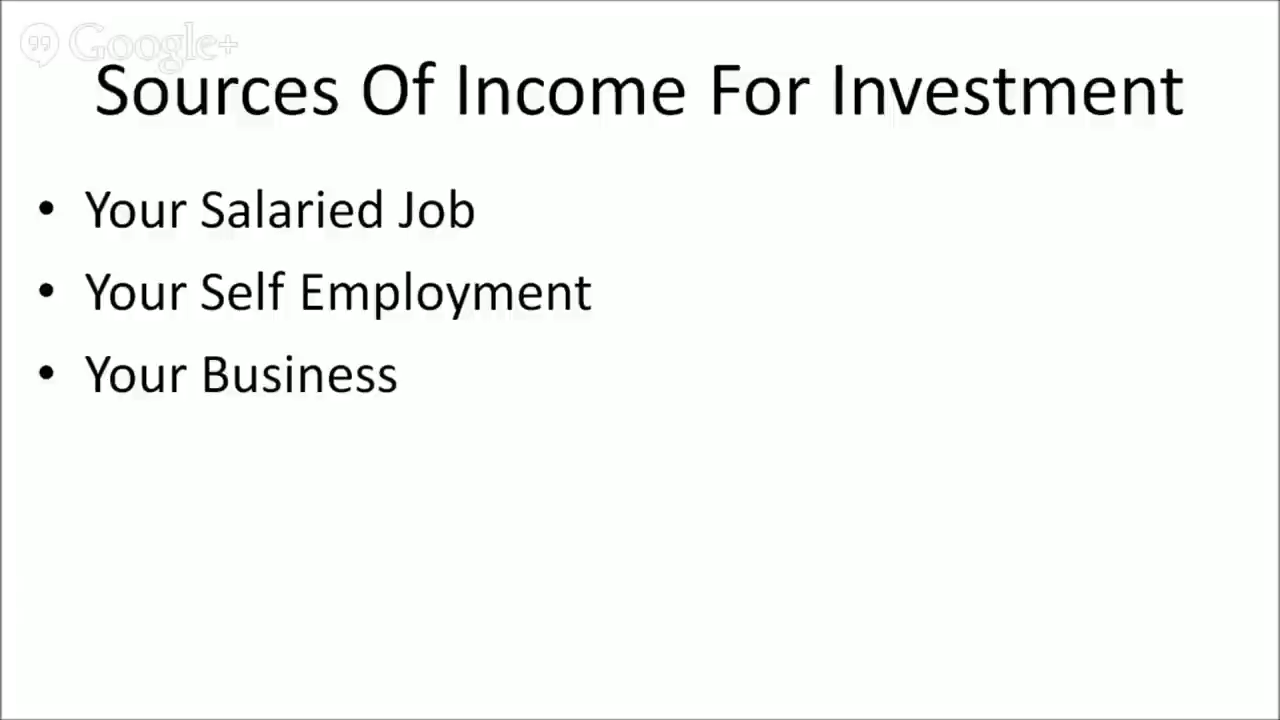 Google+
Sources Of Income For Investment
• Your Salaried Job
• Your Self Employment
• Your Business